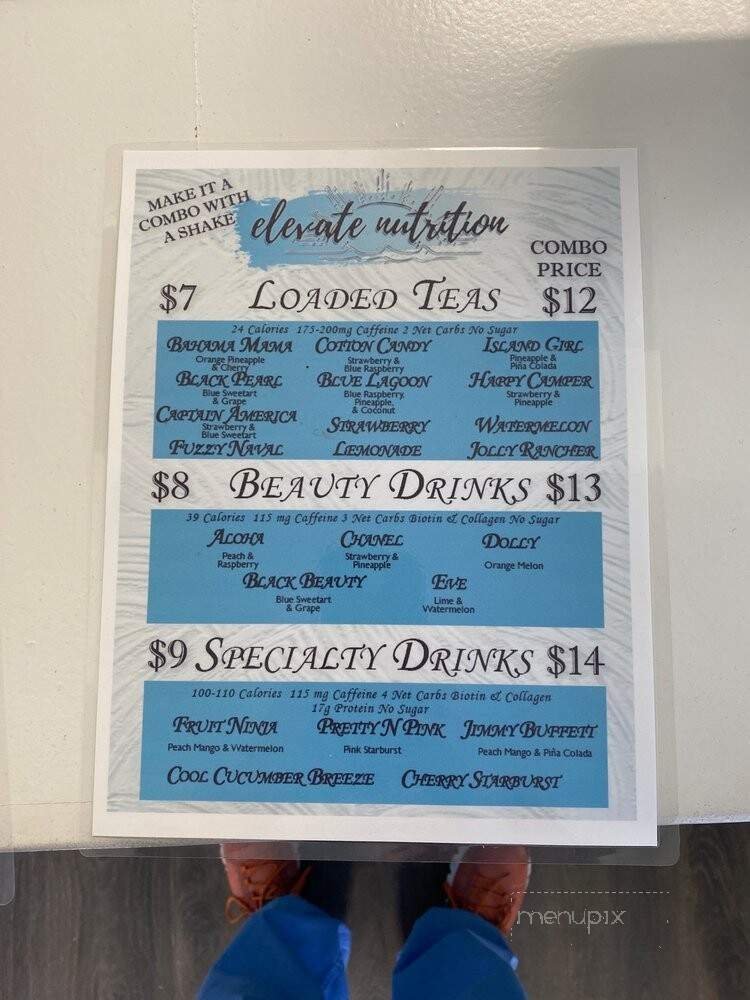 MAKE IT A
COMBO WITH
A SHAKE
elevate nutrition
COMBO
PRICE
$7 LOADED TEAS $12
24 Calories 175-200mg Caffeine 2 Net Carbs No Sugar
BAHAMA MAMA COTTON CANDY ISLAND GIRL
Orange Pineapple Strawberry & Pineapple &
& Cherry Blue Raspberry Piña Colada
BLACK PEARL BLUE LAGOON HAPPY CAMPER
Blue Sweetart Blue Raspberry, Strawberry &
& Grape Pineapple, Pineapple
& Coconut
CAPTAIN AMERICA STRAWBERRY WATERMELON
Strawberry &
Blue Sweetart
FUZZY NAVAL LEMONADE JOLLY RANCHER
$8 BEAUTY DRINKS $13
39 Calories 115 mg Caffeine 3 Net Carbs Biotin & Collagen No Sugar
ALOHA CHANEL DOLLY
Peach & Strawberry & Orange Melon
Raspberry Pineapple
BLACK BEAUTY EVE
Blue Sweetart Lime &
& Grape Watermelon
$9 SPECIALTY DRINKS $14
100-110 Calories 115 mg Caffeine 4 Net Carbs Biotin & Collagen
17g Protein No Sugar
FRUIT NINJA PRETTY N PINK JIMMY BUFFETT
Peach Mango & Watermelon Pink Starburst Peach Mango & Piña Colada
COOL CUCUMBER BREEZE CHERRY STARBURST
menupix